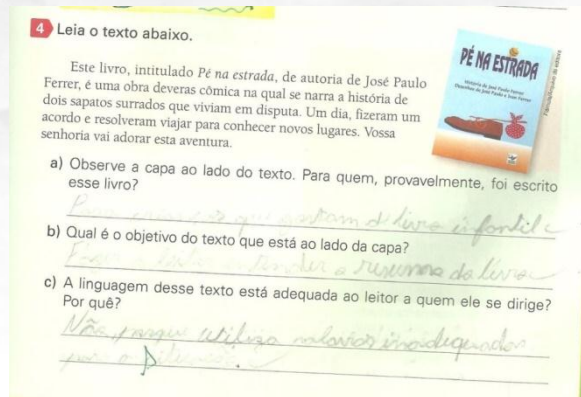 4 Leia o texto abaixo.
Este livro, intitulado Pé na estrada, de autoria de José Paulo
Ferrer, é uma obra deveras cômica na qual se narra a história de
dois sapatos surrados que viviam em disputa. Um dia, fizeram um
acordo e resolveram viajar para conhecer novos lugares. Vossa
senhoria vai adorar esta aventura.
PÉ NA ESTRADA
a) Observe a capa ao lado do texto. Para quem, provavelmente, foi escrito
esse livro?
Para que gostam de livro infantil
b) Qual é o objetivo do texto que está ao lado da capa?
Fazer o leitor entender o resumo do livro
c) A linguagem desse texto está adequada ao leitor a quem ele se dirige?
Por quê?
Não, porque utiliza palavras inadequadas
para a